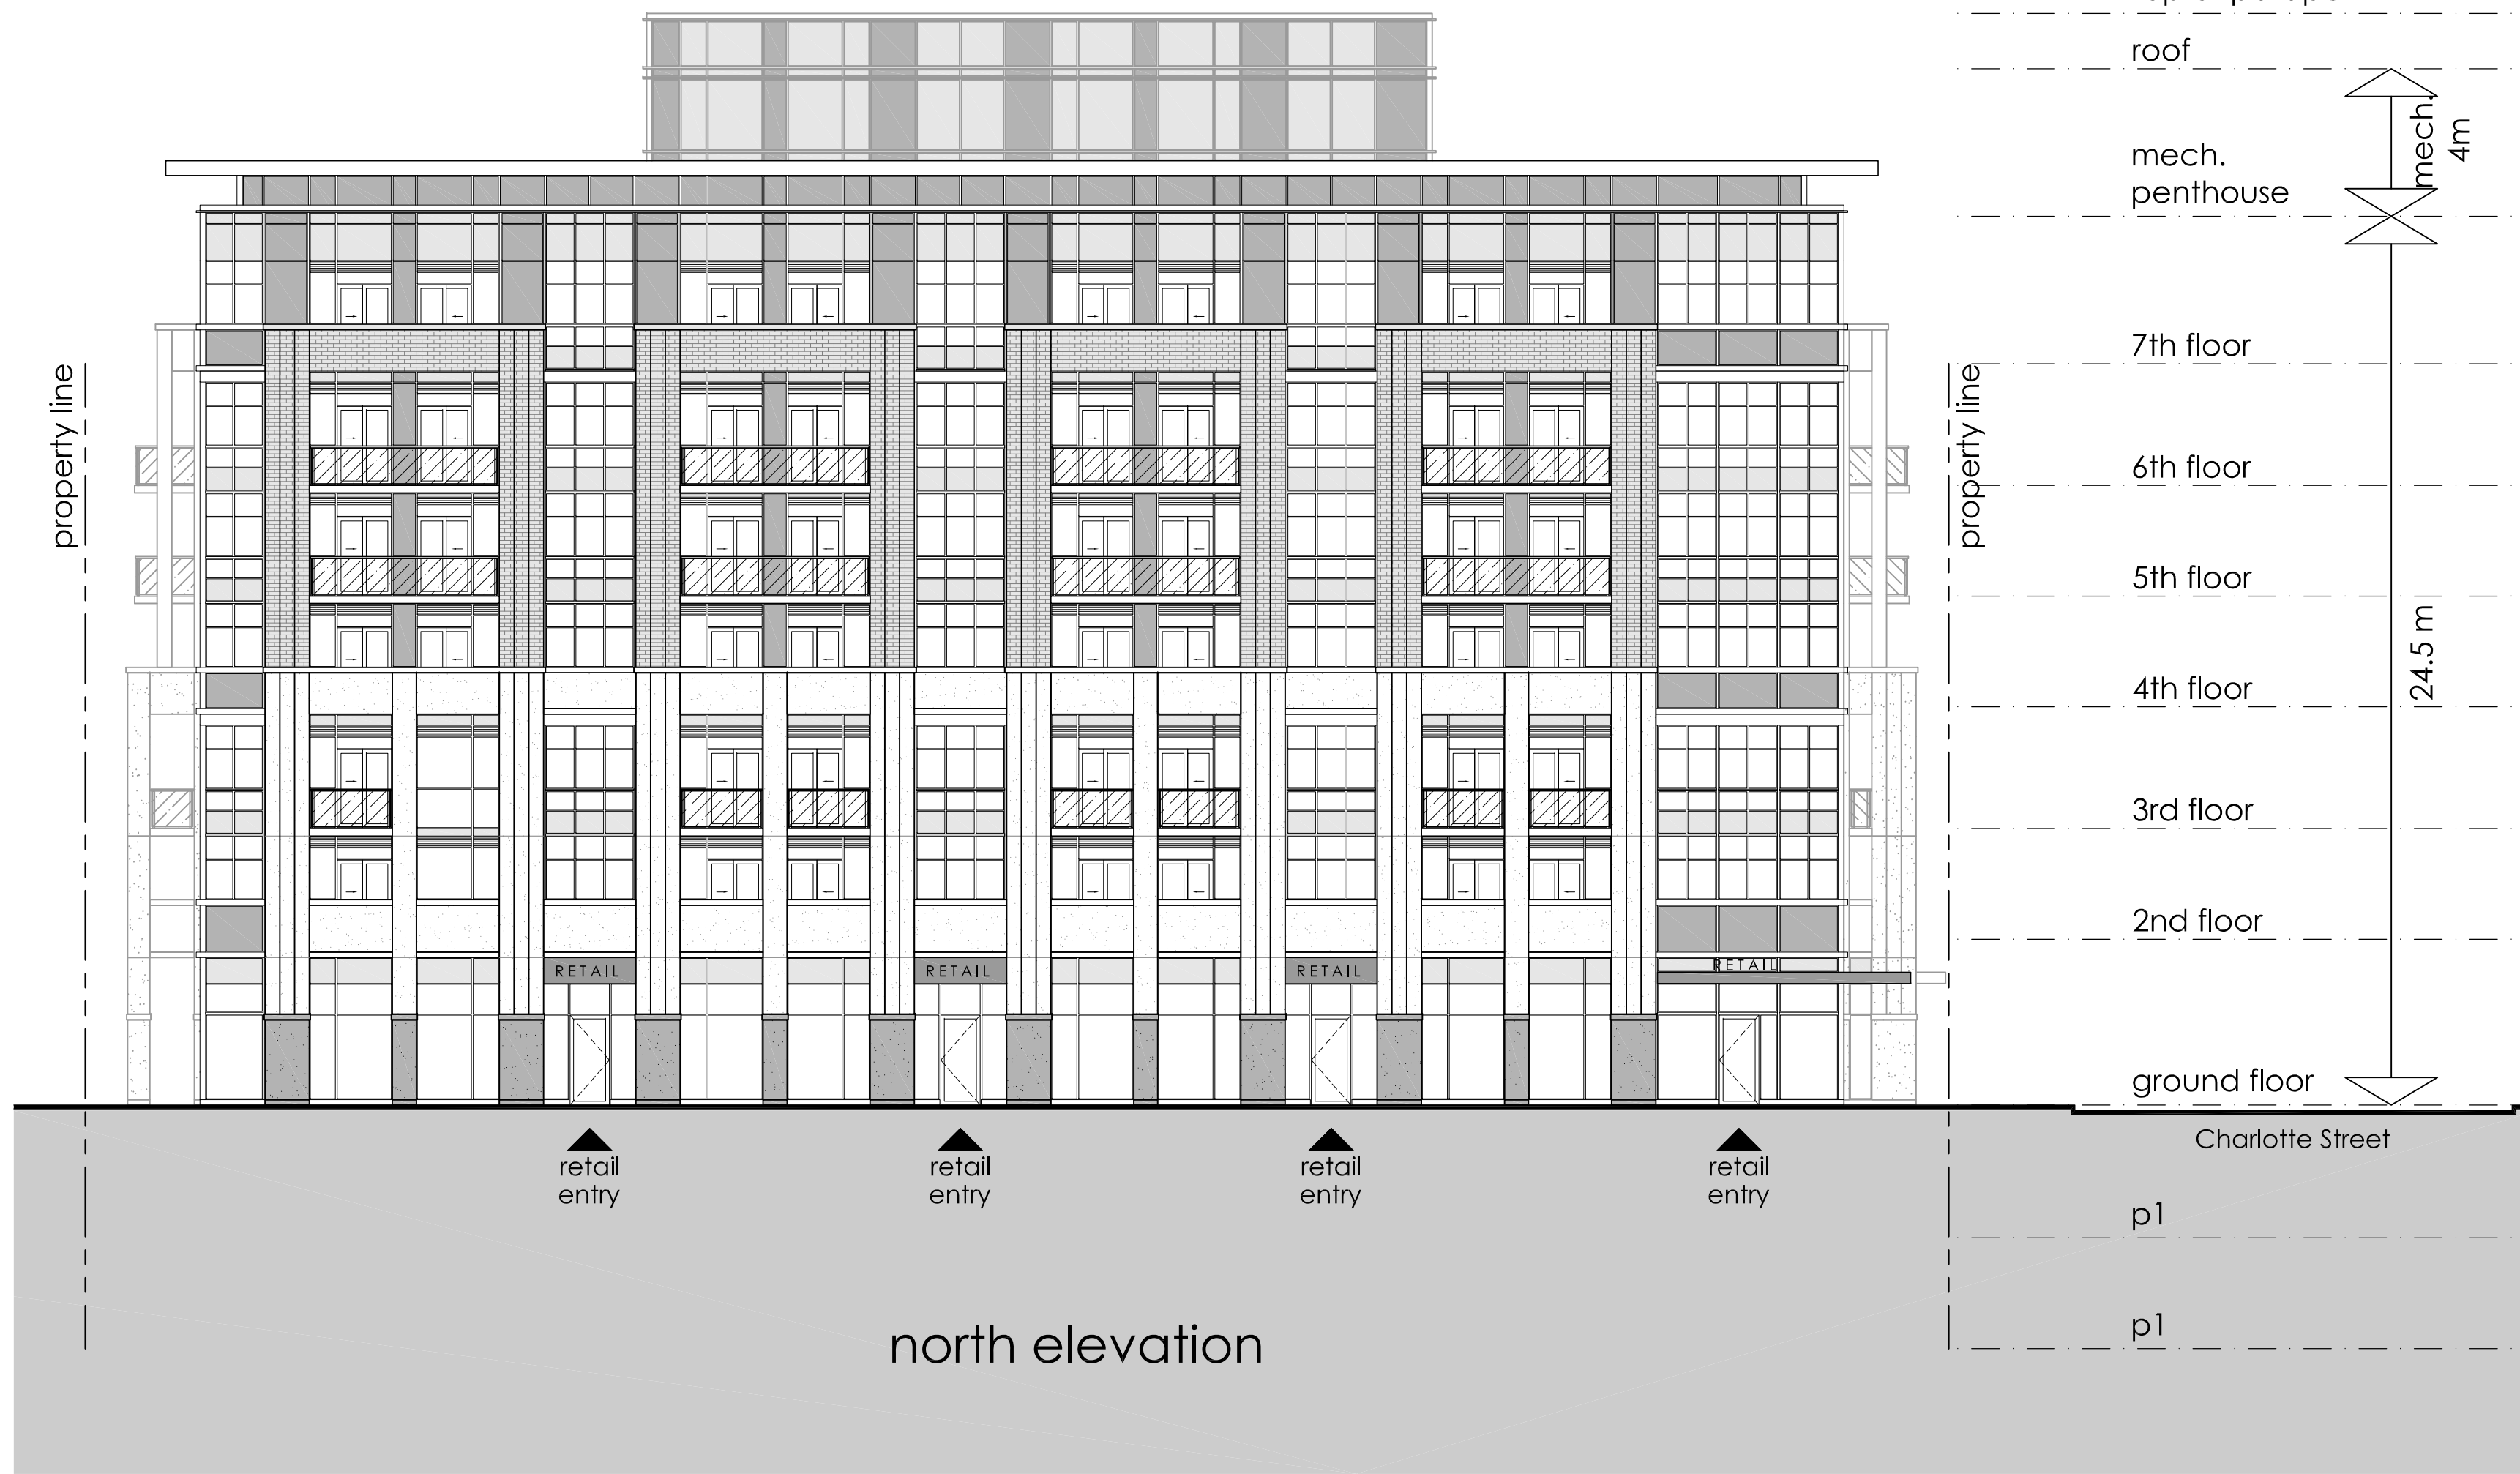 roof
mech.
4m
mech.
penthouse
7th floor
property line
property line
6th floor
5th floor
24.5 m
4th floor
3rd floor
2nd floor
RETAIL
RETAIL
RETAIL
RETAIL
ground floor
Charlotte Street
retail
entry
retail
entry
retail
entry
retail
entry
p1
p1
north elevation